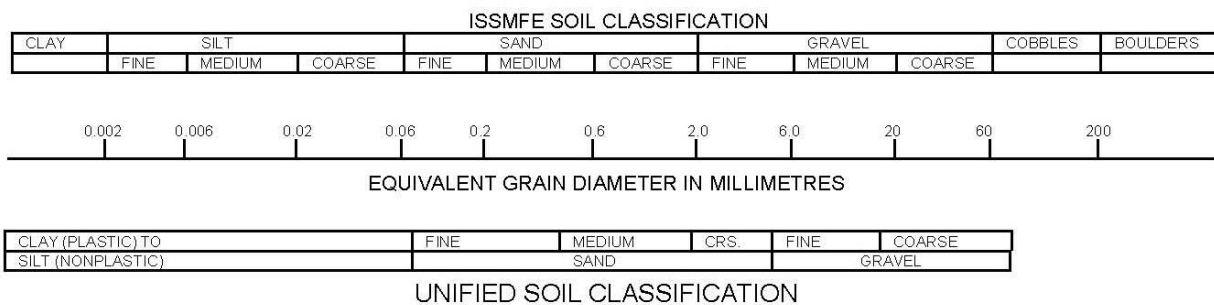 ISSMFE SOIL CLASSIFICATION
CLAY SILT SAND GRAVEL COBBLES BOULDERS
FINE MEDIUM COARSE FINE MEDIUM COARSE FINE MEDIUM COARSE
0.002 0.006 0.02 0.06 0.2 0.6 2.0 6.0 20 60 200
EQUIVALENT GRAIN DIAMETER IN MILLIMETRES
CLAY (PLASTIC) TO FINE MEDIUM CRS. FINE COARSE
SILT (NONPLASTIC) SAND GRAVEL
UNIFIED SOIL CLASSIFICATION